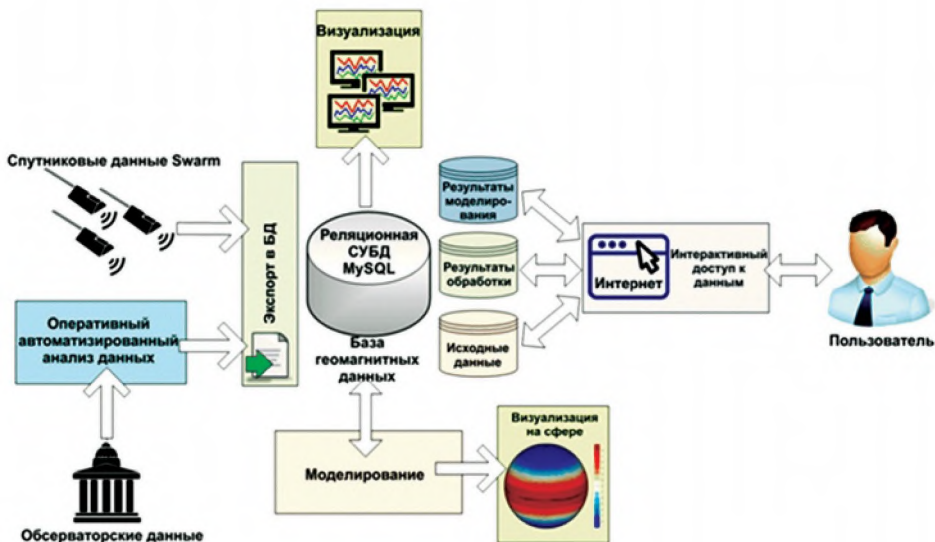 Визуализация
Спутниковые данные Swarm
Экспорт в БД
Реляционная
СУБД
MySQL
База
геомагнитных
данных
Результаты
моделиро-
вания
Результаты
обработки
Исходные
данные
Интернет
Интерактивный
доступ к
данным
Пользователь
Оперативный
автоматизированный
анализ данных
Обсерваторские данные
Моделирование
Визуализация
на сфере